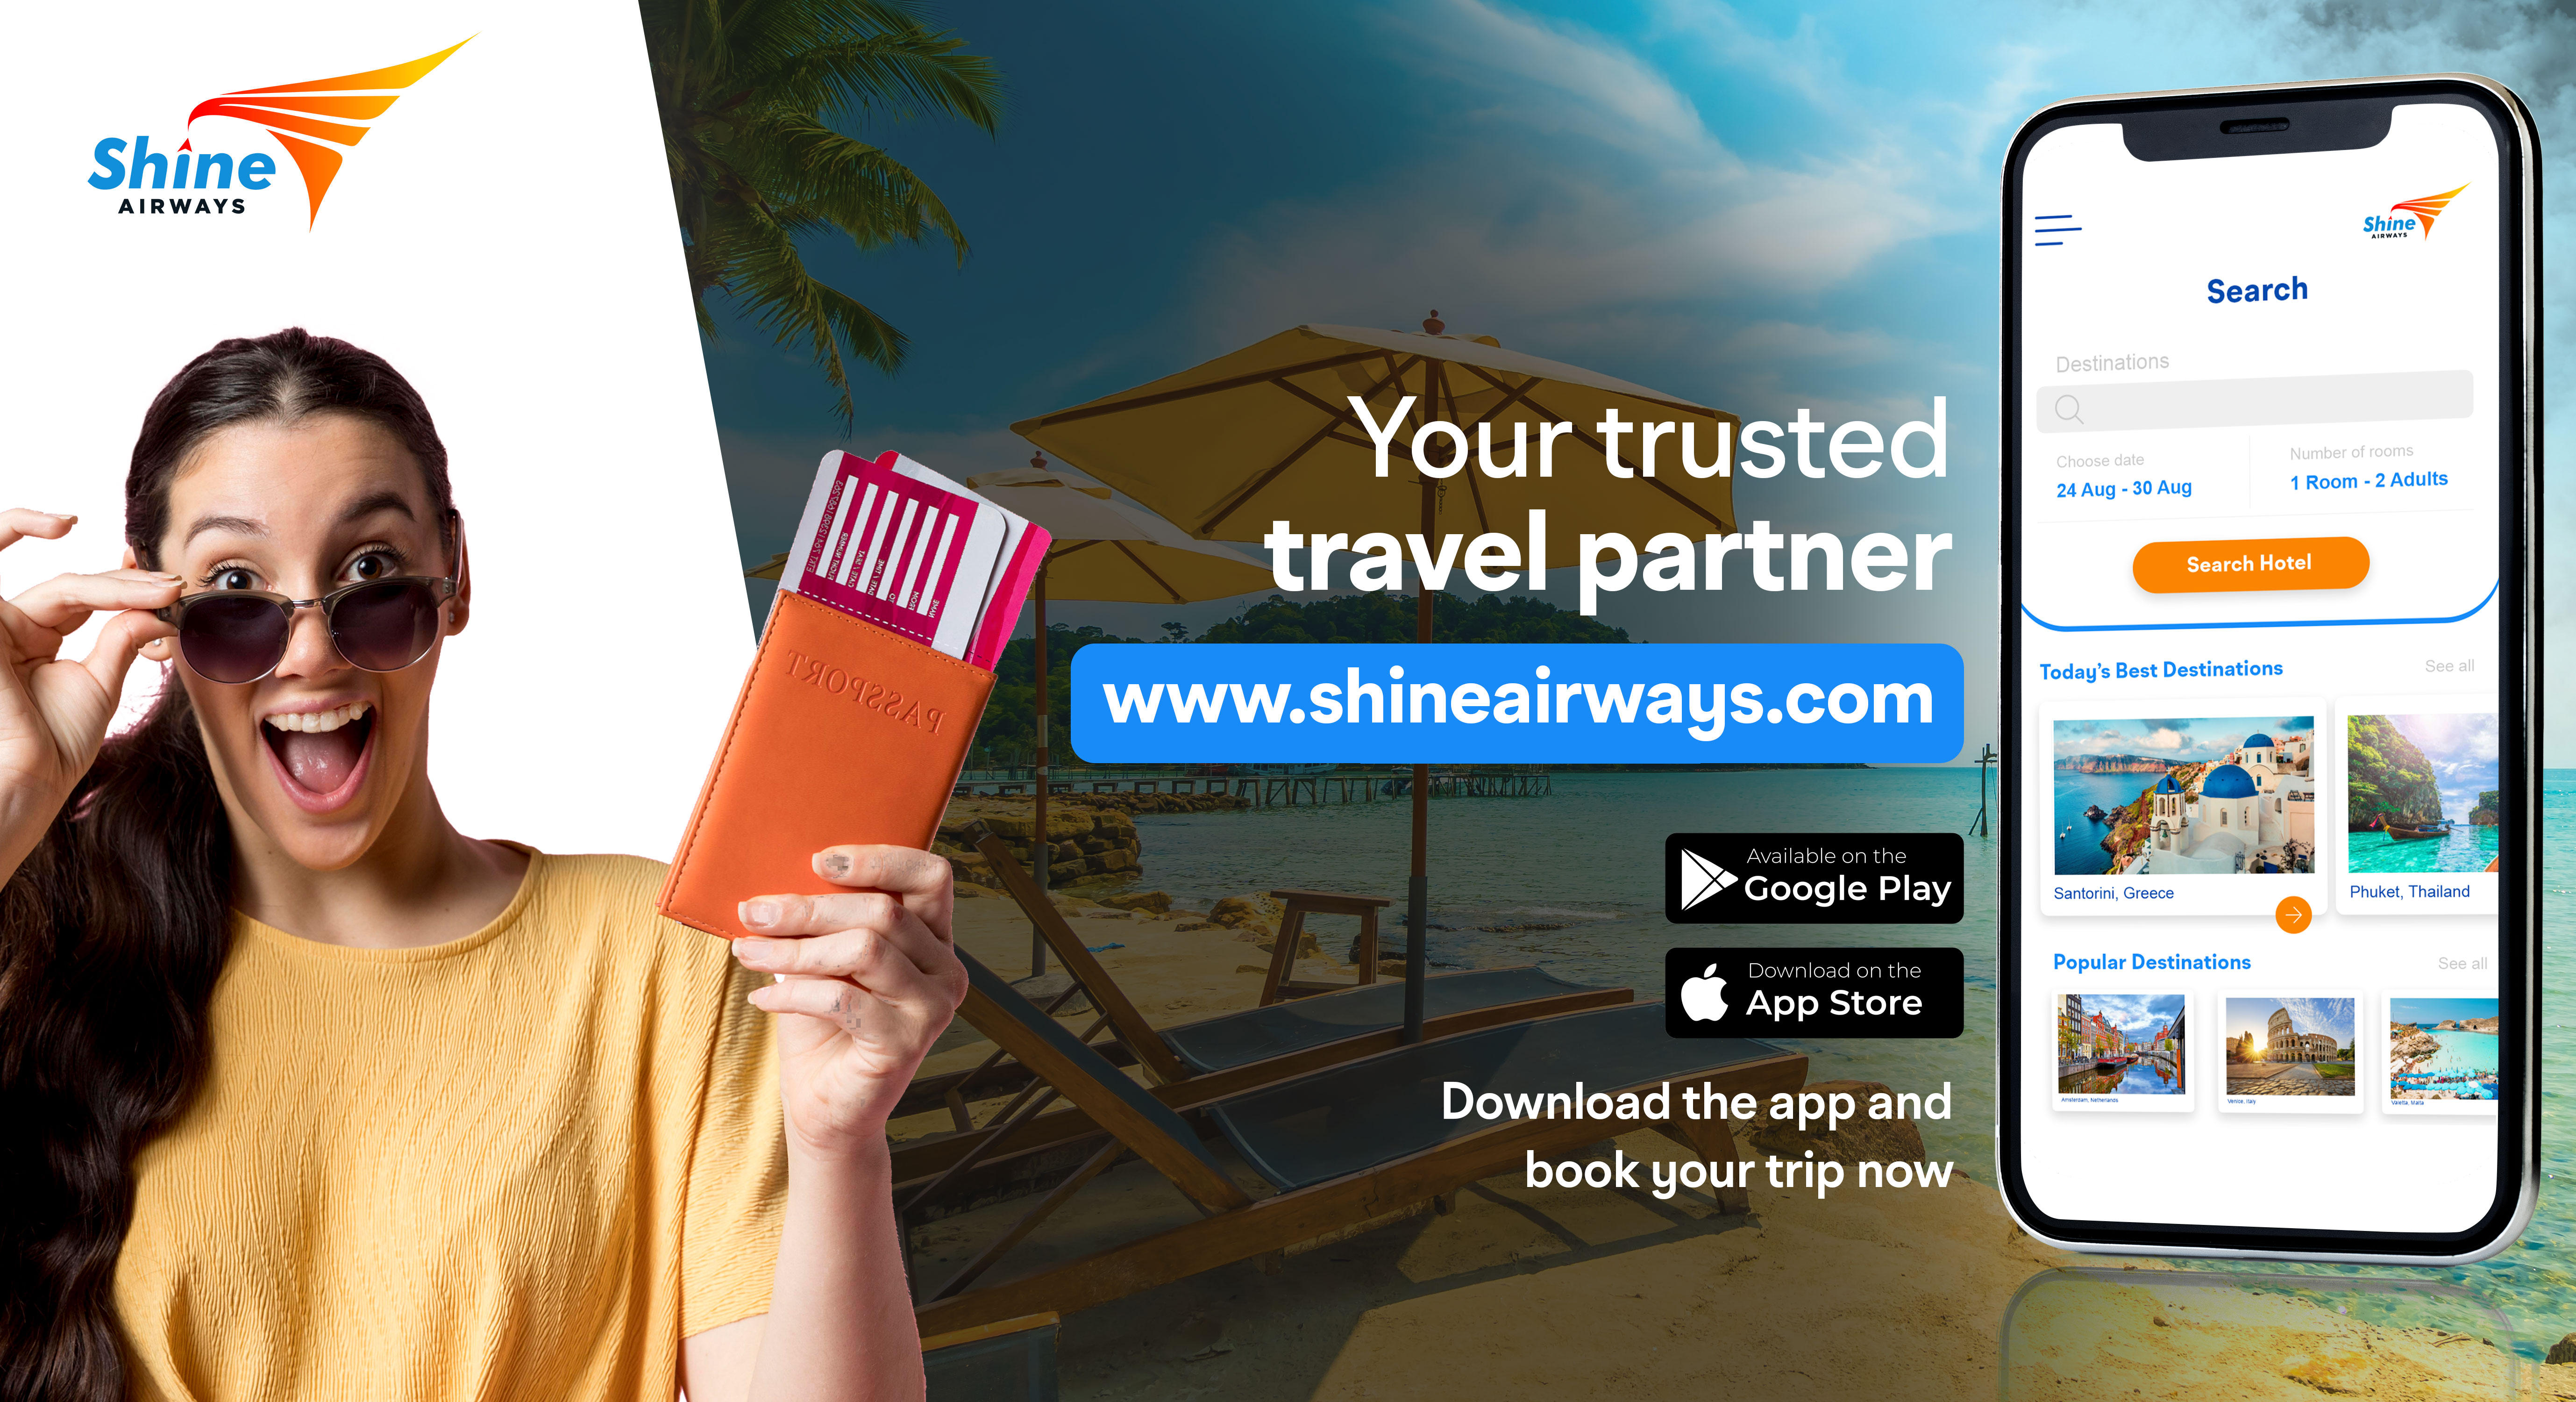 Shine
AIRWAYS
PASSPORT
Your trusted
travel partner
www.shineairways.com
Available on the
Google Play
Download on the
App Store
Download the app and
book your trip now
Shine
AIRWAYS
Search
Destinations
Choose date
24 Aug - 30 Aug
Number of rooms
1 Room - 2 Adults
Search Hotel
Today's Best Destinations
See all
Santorini, Greece
Phuket, Thailand
Popular Destinations
See all
Amsterdam, Netherlands
Venice, Italy
Valetta, Malta